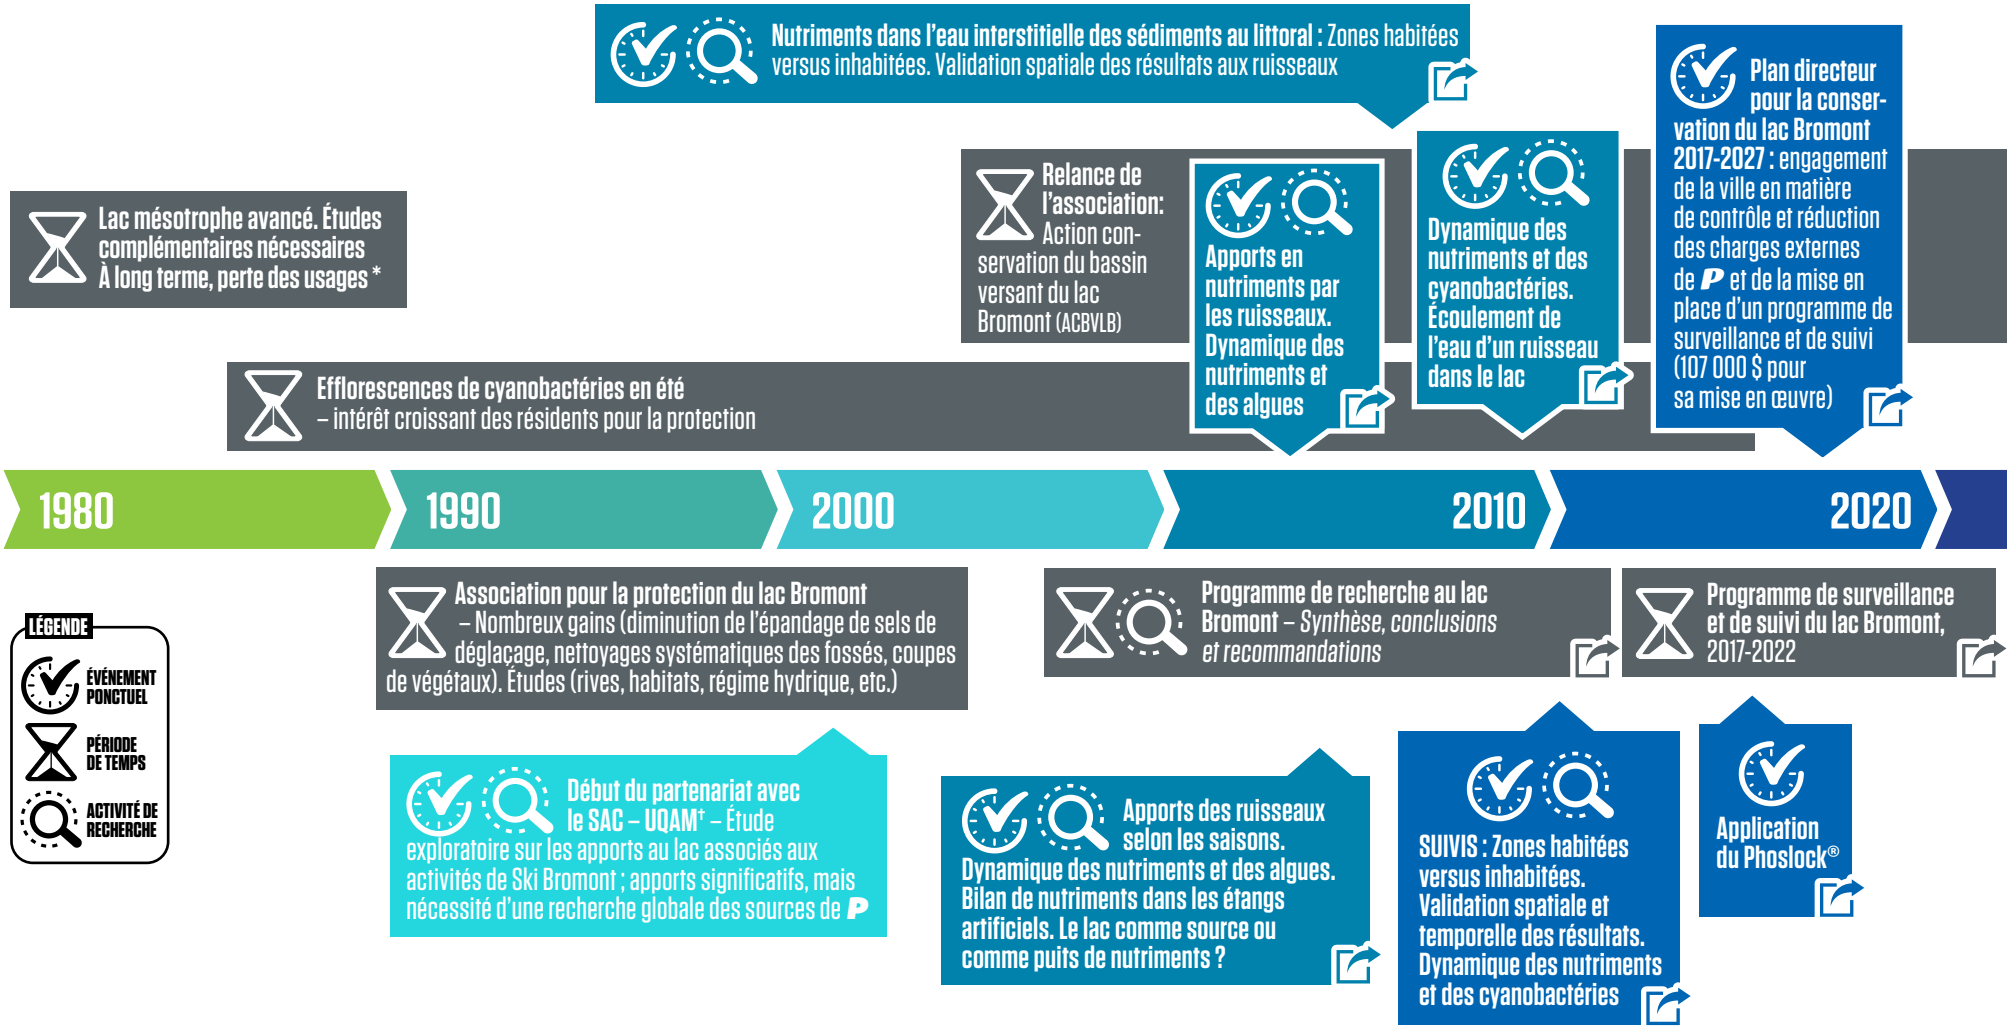 Nutriments dans l'eau interstitielle des sédiments au littoral : Zones habitées
versus inhabitées. Validation spatiale des résultats aux ruisseaux
Plan directeur
pour la conser-
vation du lac Bromont
2017-2027 : engagement
de la ville en matière
de contrôle et réduction
des charges externes
de P et de la mise en
place d'un programme de
surveillance et de suivi
(107 000 $ pour
sa mise en œuvre)
Lac mésotrophe avancé. Études
complémentaires nécessaires
À long terme, perte des usages *
Relance de
l'association:
Action con-
servation du bassin
versant du lac
Bromont (ACBVLB)
Apports en
nutriments par
les ruisseaux.
Dynamique des
nutriments et
des algues
Dynamique des
nutriments et des
cyanobactéries.
Écoulement de
l'eau d'un ruisseau
dans le lac
Efflorescences de cyanobactéries en été
– intérêt croissant des résidents pour la protection
1980
1990
2000
2010
2020
Association pour la protection du lac Bromont
– Nombreux gains (diminution de l'épandage de sels de
déglaçage, nettoyages systématiques des fossés, coupes
de végétaux). Études (rives, habitats, régime hydrique, etc.)
Programme de recherche au lac
Bromont – Synthèse, conclusions
et recommandations
Programme de surveillance
et de suivi du lac Bromont,
2017-2022
LÉGENDE
ÉVÉNEMENT
PONCTUEL
PÉRIODE
DE TEMPS
ACTIVITÉ DE
RECHERCHE
Début du partenariat avec
le SAC – UQAM† – Étude
exploratoire sur les apports au lac associés aux
activités de Ski Bromont ; apports significatifs, mais
nécessité d'une recherche globale des sources de P
Apports des ruisseaux
selon les saisons.
Dynamique des nutriments et des algues.
Bilan de nutriments dans les étangs
artificiels. Le lac comme source ou
comme puits de nutriments ?
SUIVIS : Zones habitées
versus inhabitées.
Validation spatiale et
temporelle des résultats.
Dynamique des nutriments
et des cyanobactéries
Application
du Phoslock®